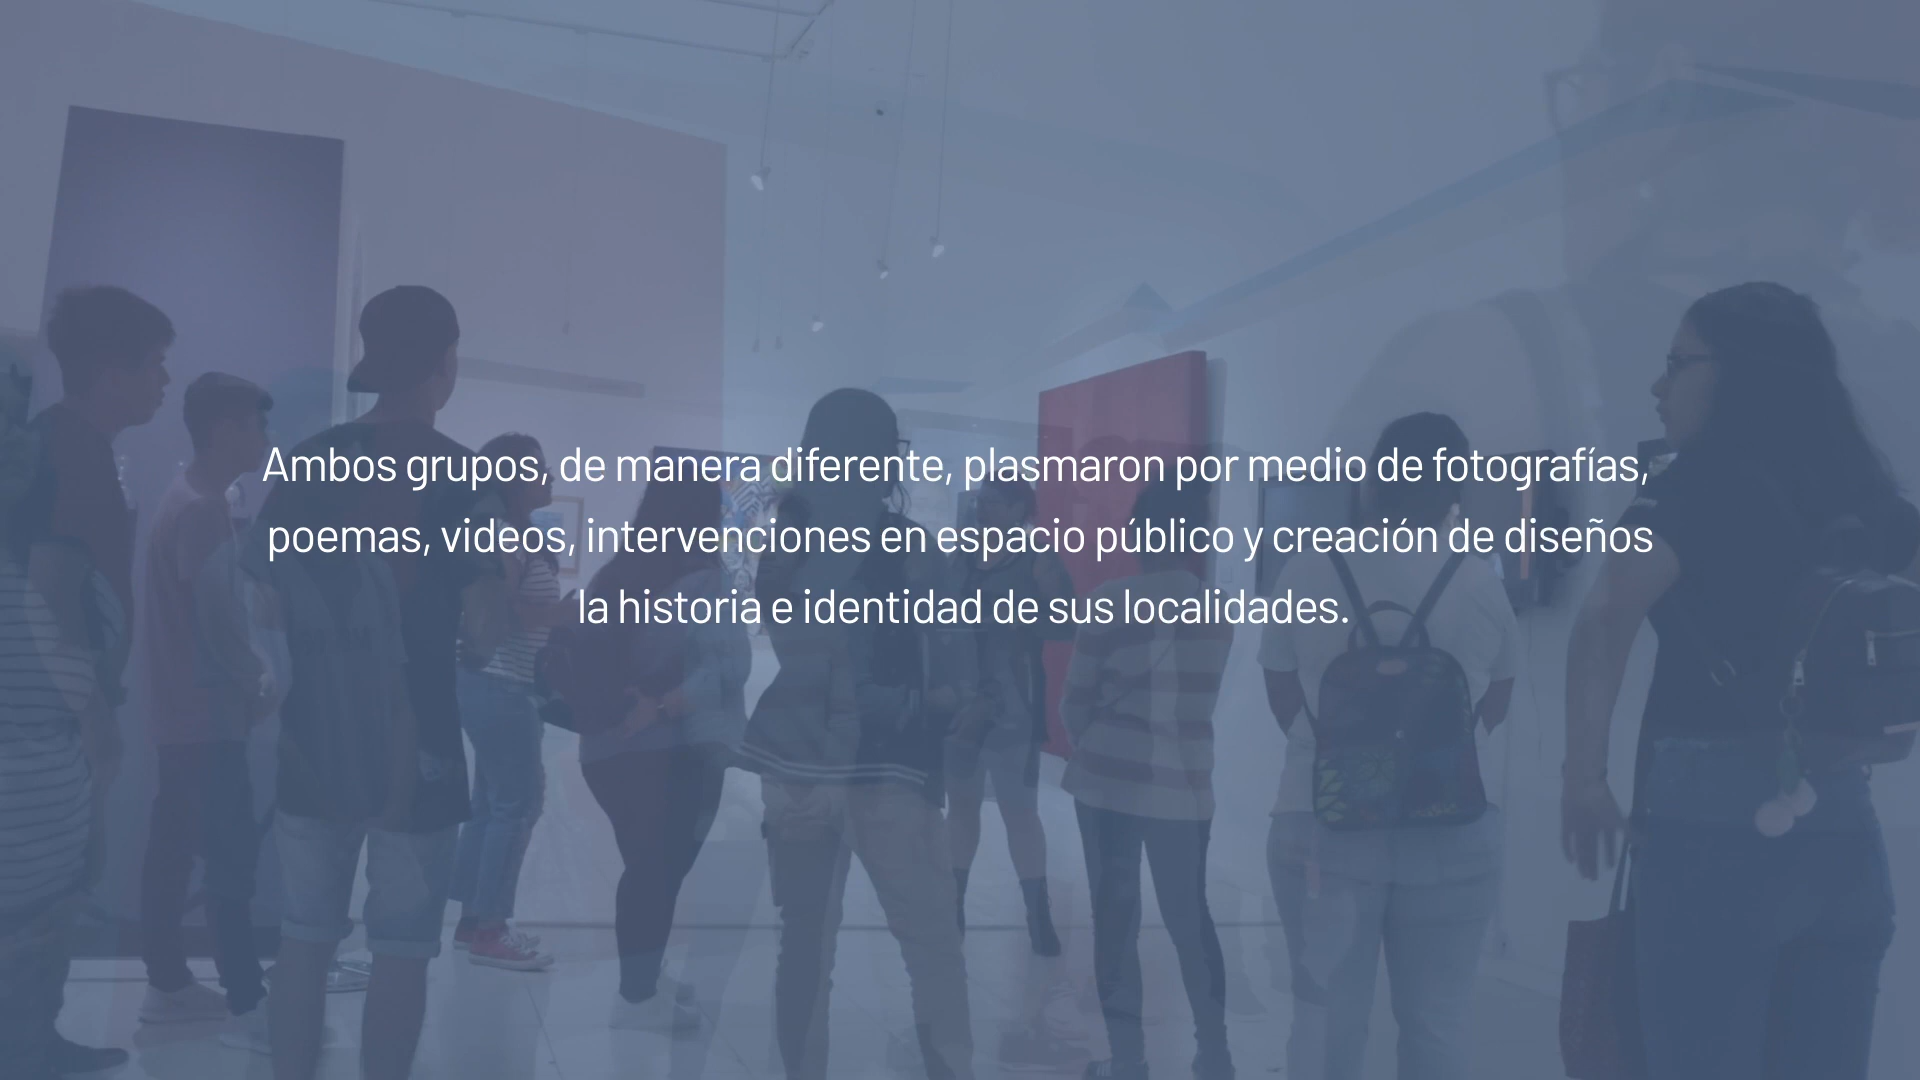 Ambos grupos, de manera diferente, plasmaron por medio de fotografías,
poemas, videos, intervenciones en espacio público y creación de diseños
la historia e identidad de sus localidades.